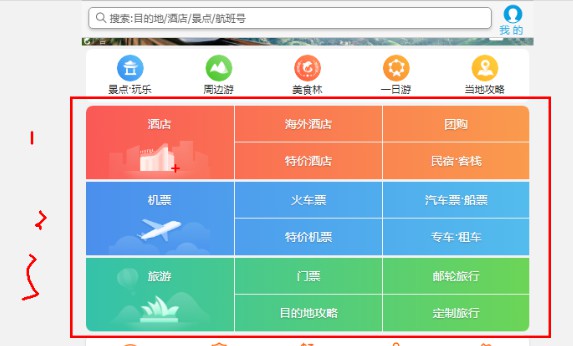 搜索:目的地/酒店/景点/航班号
我的
景点·玩乐 周边游 美食林 一日游 当地攻略
酒店 海外酒店 团购
特价酒店 民宿·客栈
机票 火车票 汽车票·船票
特价机票 专车·租车
旅游 门票 邮轮旅行
目的地攻略 定制旅行